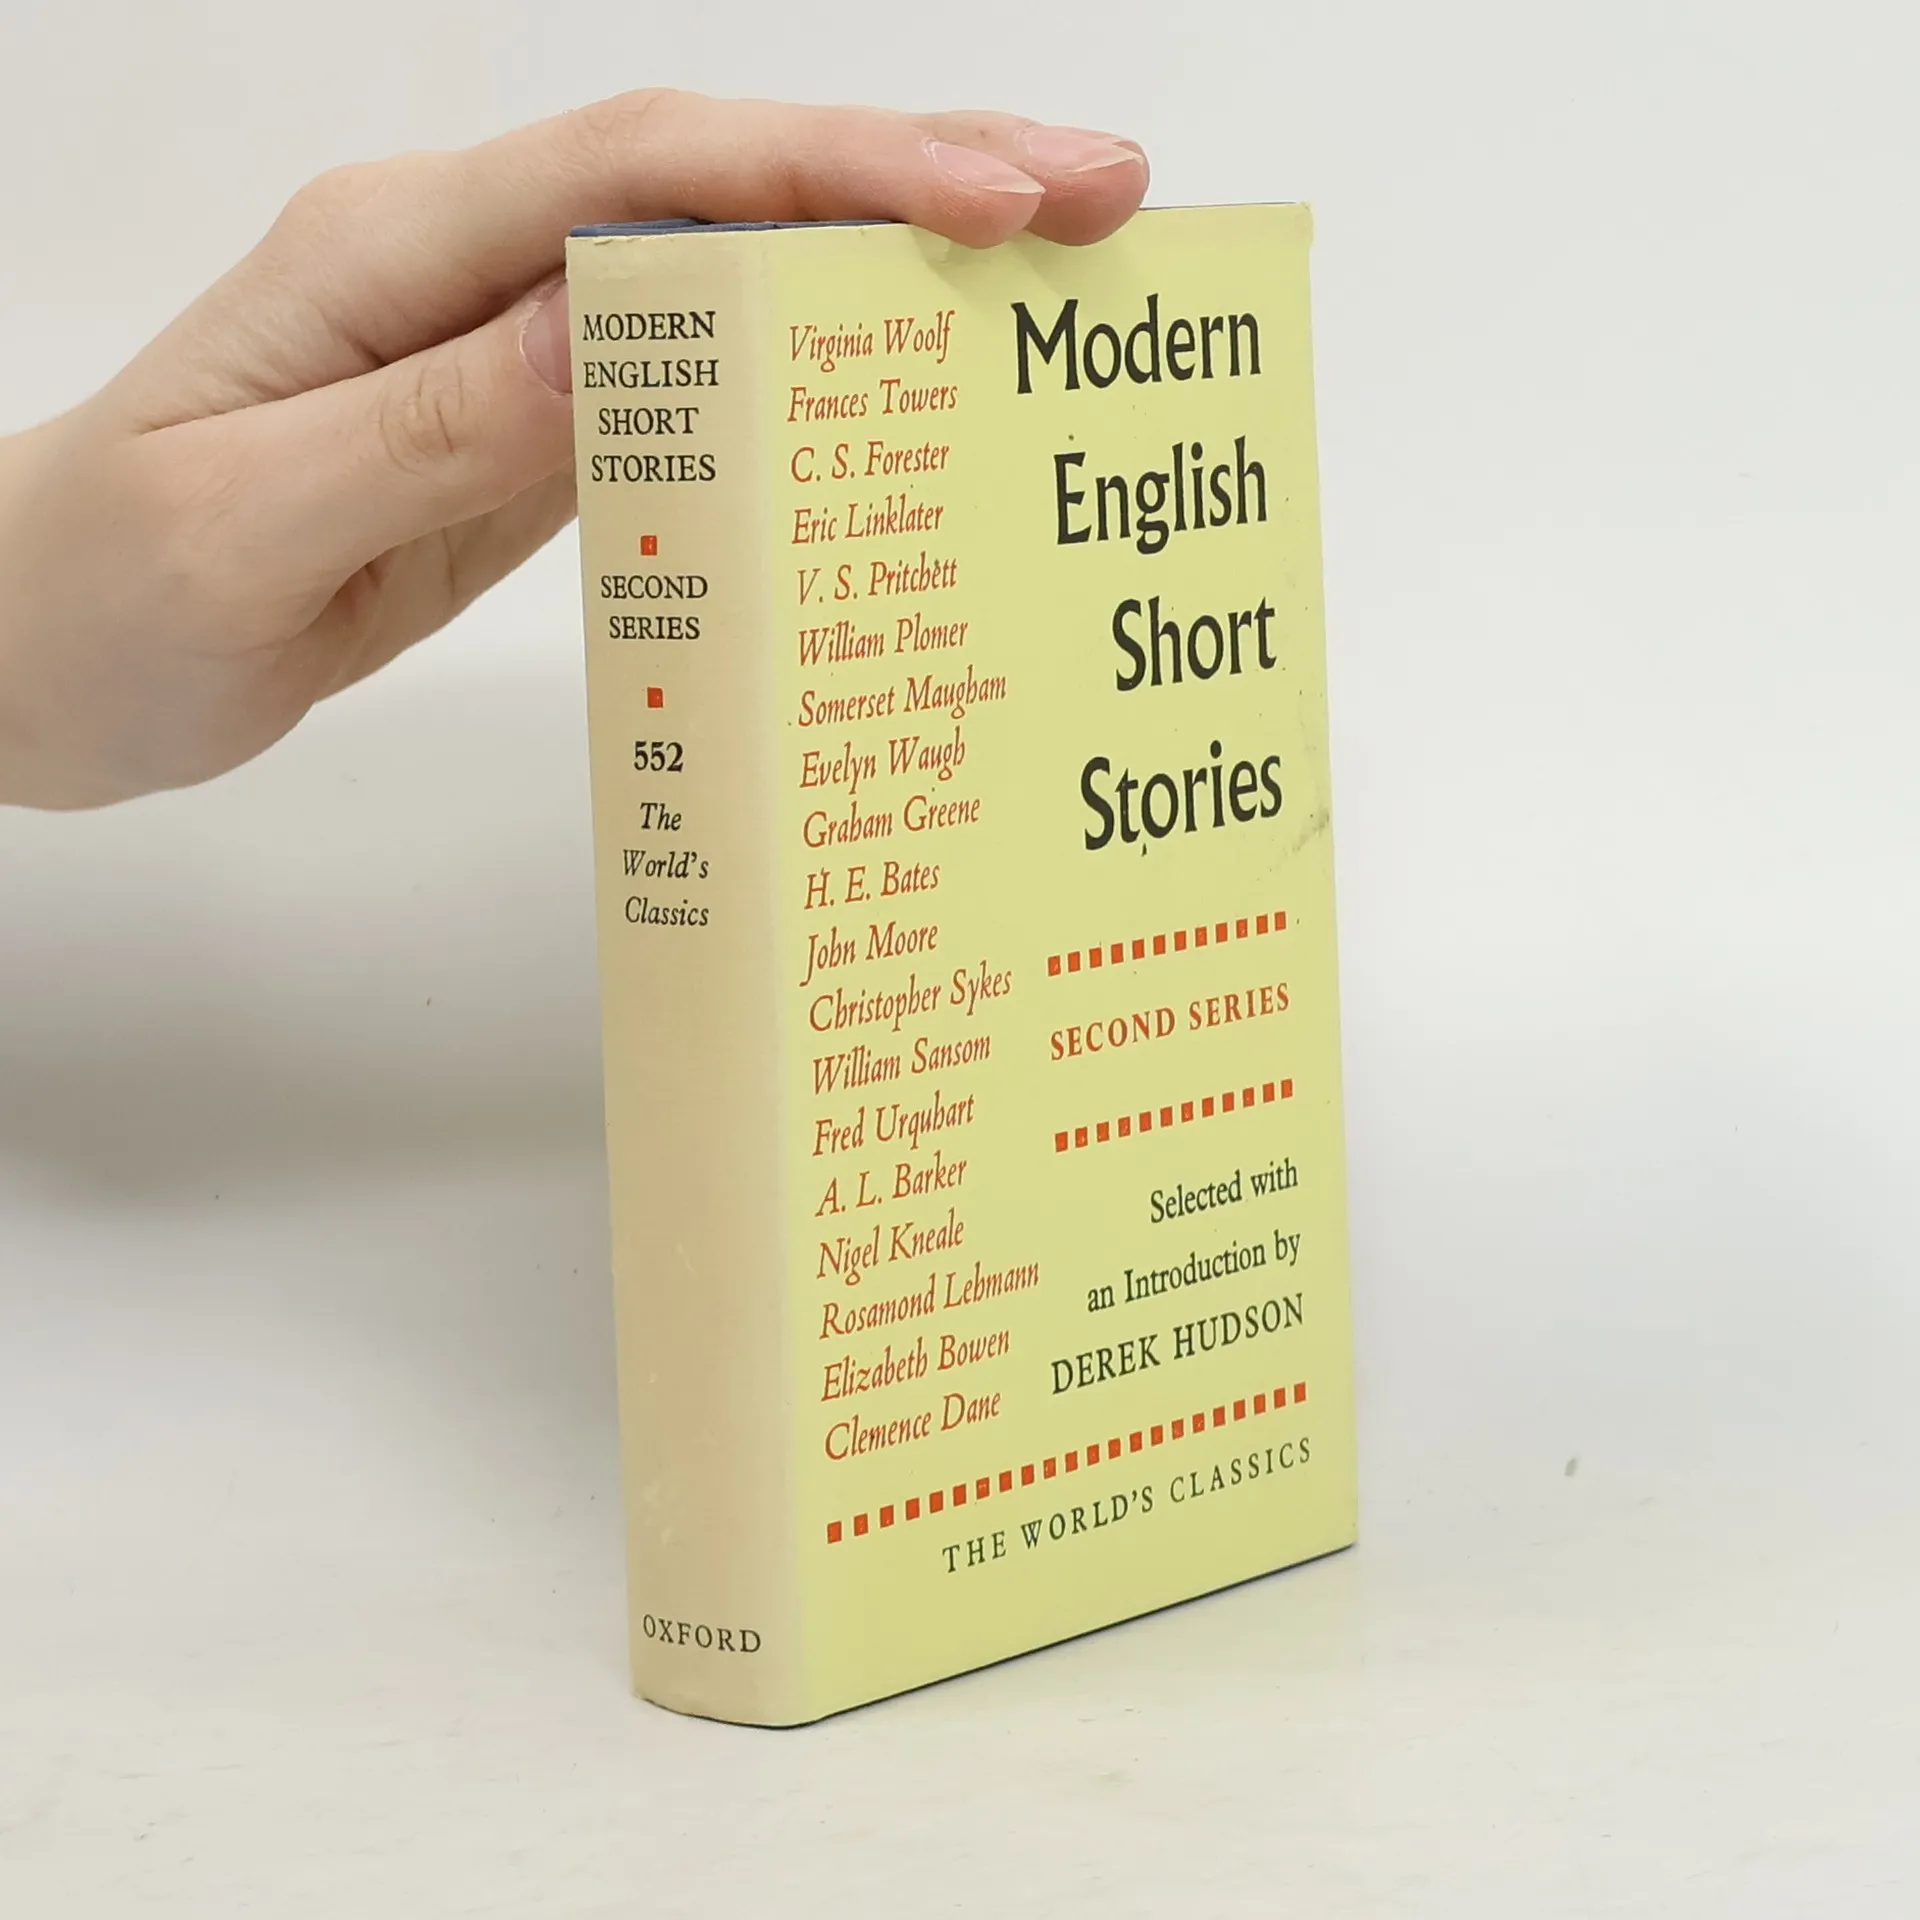 MODERN
ENGLISH
SHORT
STORIES
SECOND
SERIES
552
The
World's
Classics
OXFORD
Virginia Woolf
Frances Towers
C. S. Forester
Eric Linklater
V. S. Pritchett
William Plomer
Somerset Maugham
Evelyn Waugh
Graham Greene
H. E. Bates
John Moore
Christopher Sykes
William Sansom
Fred Urquhart
A. L. Barker
Nigel Kneale
Rosamond Lehmann
Elizabeth Bowen
Clemence Dane
Modern
English
Short
Stories
SECOND SERIES
Selected with
an Introduction by
DEREK HUDSON
THE WORLD'S CLASSICS